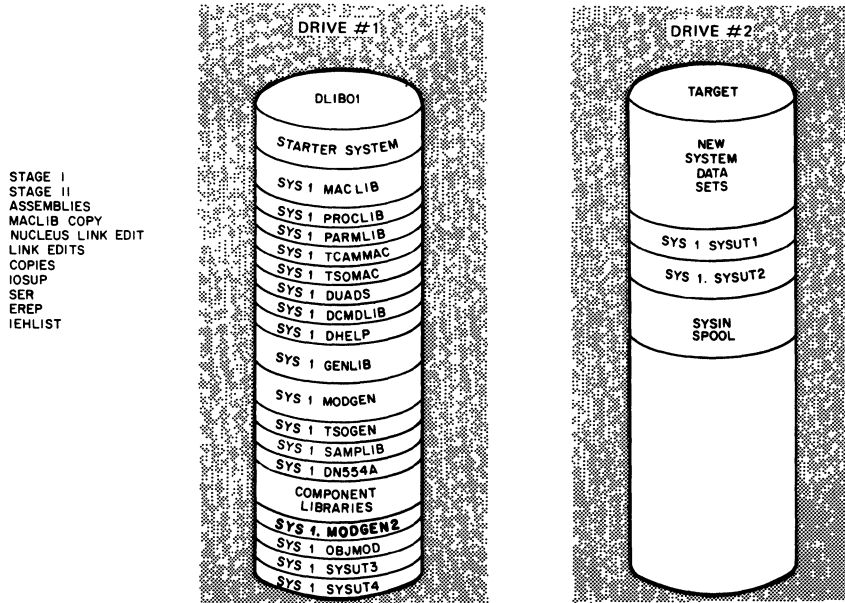 STAGE I
STAGE II
ASSEMBLIES
MACLIB COPY
NUCLEUS LINK EDIT
LINK EDITS
COPIES
IOSUP
SER
EREP
IEHLIST
DRIVE #1
DLIB01
STARTER SYSTEM
SYS 1 MACLIB
SYS 1 PROCLIB
SYS 1 PARMLIB
SYS 1 TCAMMAC
SYS 1 TSOMAC
SYS 1 DUADS
SYS 1 DCMDLIB
SYS 1 DHELP
SYS 1 GENLIB
SYS 1 MODGEN
SYS 1 TSOGEN
SYS 1 SAMPLIB
SYS 1 DN554A
COMPONENT
LIBRARIES
SYS 1. MODGEN2
SYS 1 OBJMOD
SYS 1 SYSUT3
SYS 1 SYSUT4
DRIVE #2
TARGET
NEW
SYSTEM
DATA
SETS
SYS 1 SYSUT1
SYS 1. SYSUT2
SYSIN
SPOOL